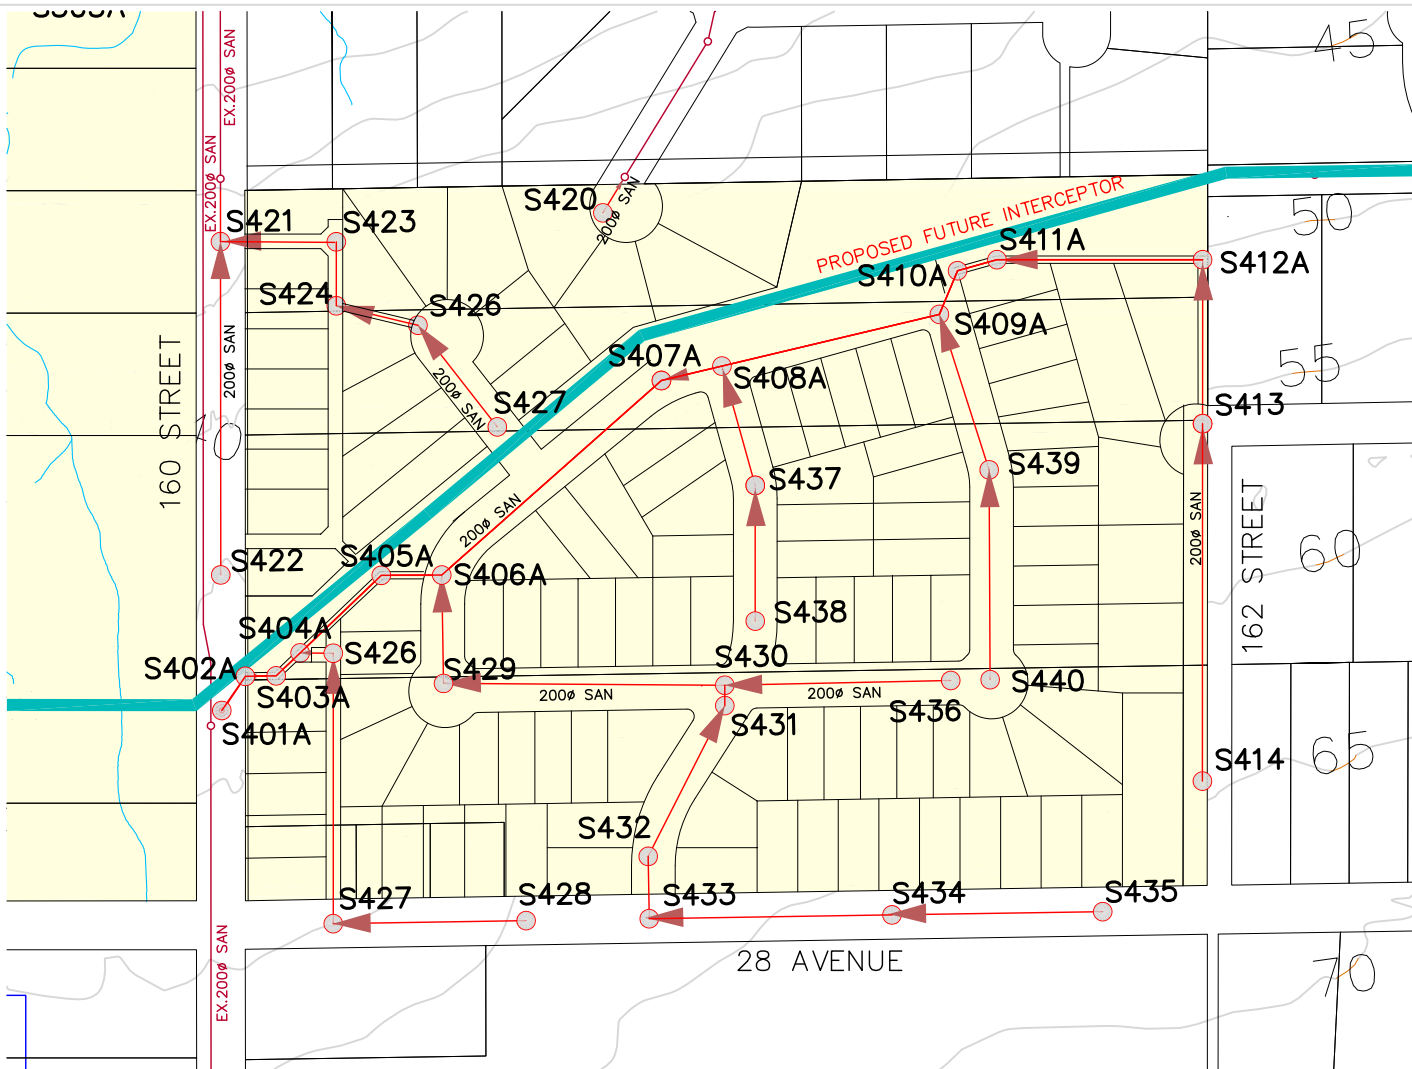 EX.200ø SAN
EX.200ø SAN
45
S420
200ø SAN
S421
S423
50
PROPOSED FUTURE INTERCEPTOR
S411A
S410A
S412A
S424
S426
S409A
200ø SAN
160 STREET
S407A
S408A
55
200ø SAN
S427
S413
S437
S439
200ø SAN
200ø SAN
162 STREET
60
S422
S405A
S406A
S404A
S438
S426
S402A
S403A
S429
S430
200ø SAN
200ø SAN
S436
S440
S401A
S431
S414
65
S432
S427
S428
S433
S434
S435
EX.200ø SAN
28 AVENUE
70